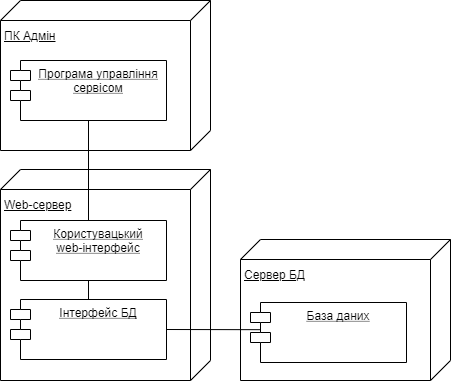 ПК Адмін
Програма управління
сервісом
Web-сервер
Користувацький
web-інтерфейс
Інтерфейс БД
Сервер БД
База даних